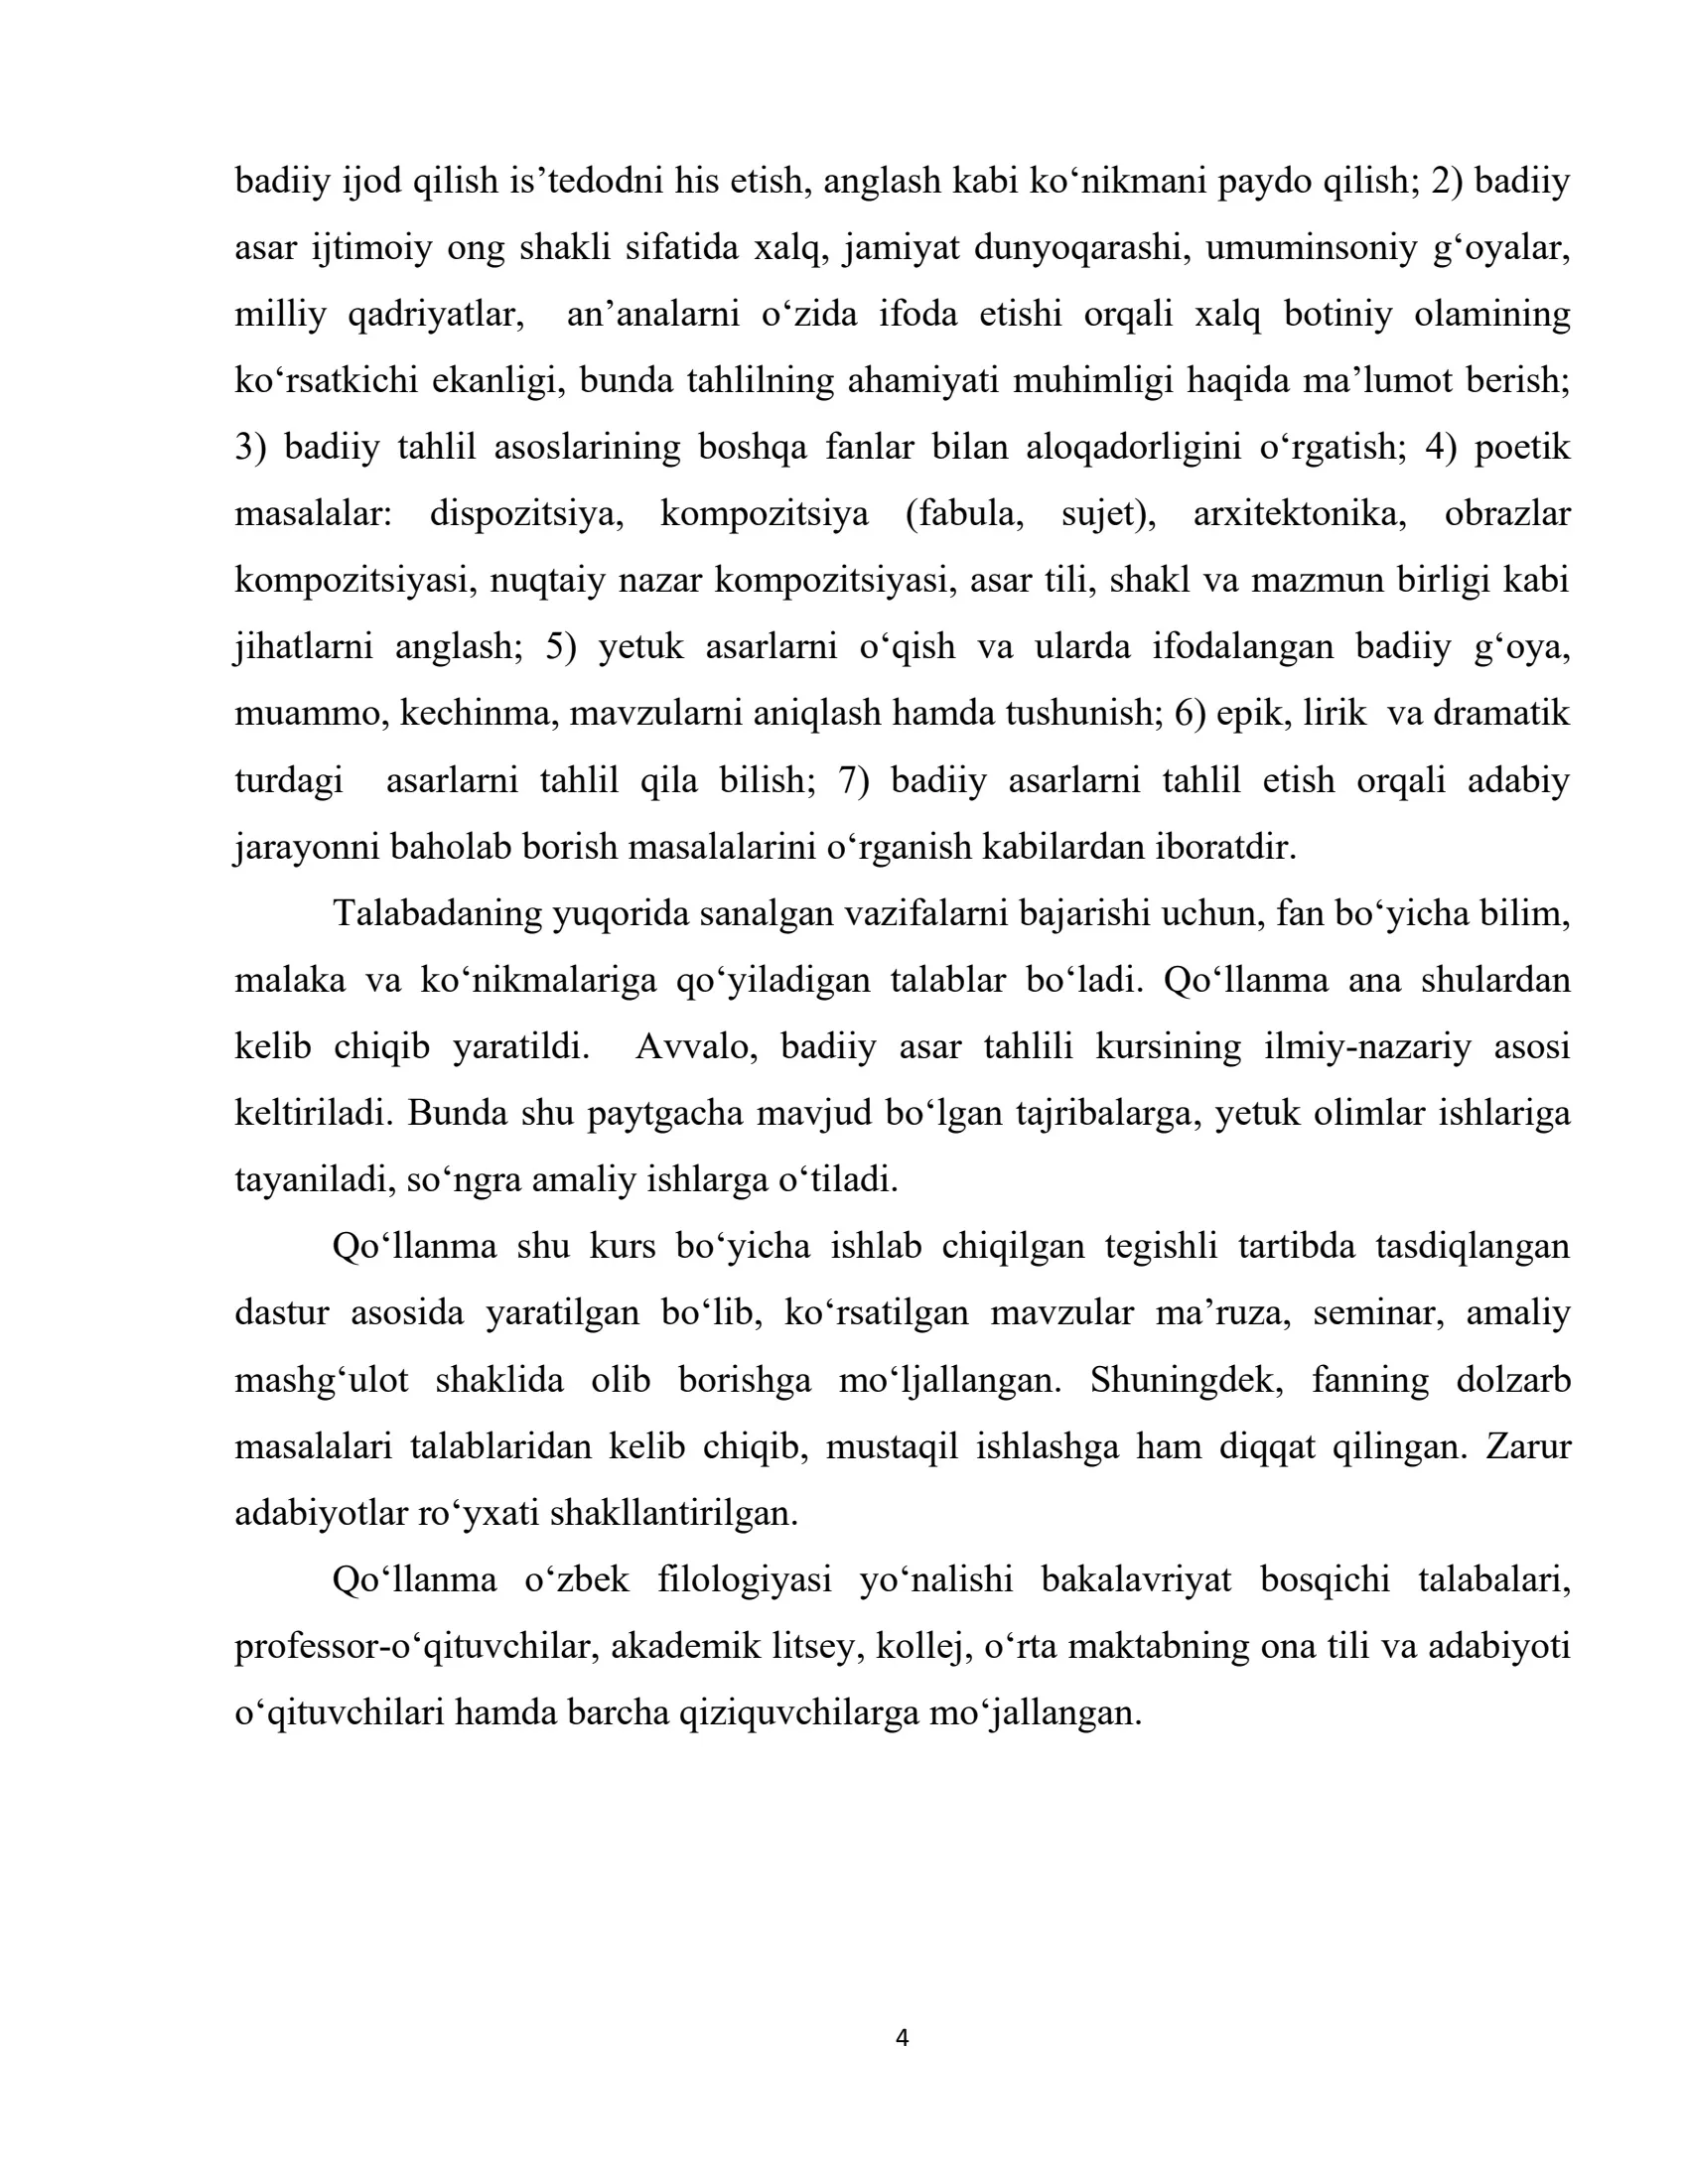 badiiy ijod qilish is’tedodni his etish, anglash kabi ko‘nikmani paydo qilish; 2) badiiy
asar ijtimoiy ong shakli sifatida xalq, jamiyat dunyoqarashi, umuminsoniy g‘oyalar,
milliy qadriyatlar, an’analarni o‘zida ifoda etishi orqali xalq botiniy olamining
ko‘rsatkichi ekanligi, bunda tahlilning ahamiyati muhimligi haqida ma’lumot berish;
3) badiiy tahlil asoslarining boshqa fanlar bilan aloqadorligini o‘rgatish; 4) poetik
masalalar: dispozitsiya, kompozitsiya (fabula, sujet), arxitektonika, obrazlar
kompozitsiyasi, nuqtaiy nazar kompozitsiyasi, asar tili, shakl va mazmun birligi kabi
jihatlarni anglash; 5) yetuk asarlarni o‘qish va ularda ifodalangan badiiy g‘oya,
muammo, kechinma, mavzularni aniqlash hamda tushunish; 6) epik, lirik va dramatik
turdagi asarlarni tahlil qila bilish; 7) badiiy asarlarni tahlil etish orqali adabiy
jarayonni baholab borish masalalarini o‘rganish kabilardan iboratdir.
Talabadaning yuqorida sanalgan vazifalarni bajarishi uchun, fan bo‘yicha bilim,
malaka va ko‘nikmalariga qo‘yiladigan talablar bo‘ladi. Qo‘llanma ana shulardan
kelib chiqib yaratildi. Avvalo, badiiy asar tahlili kursining ilmiy-nazariy asosi
keltiriladi. Bunda shu paytgacha mavjud bo‘lgan tajribalarga, yetuk olimlar ishlariga
tayaniladi, so‘ngra amaliy ishlarga o‘tiladi.
Qo‘llanma shu kurs bo‘yicha ishlab chiqilgan tegishli tartibda tasdiqlangan
dastur asosida yaratilgan bo‘lib, ko‘rsatilgan mavzular ma’ruza, seminar, amaliy
mashg‘ulot shaklida olib borishga mo‘ljallangan. Shuningdek, fanning dolzarb
masalalari talablaridan kelib chiqib, mustaqil ishlashga ham diqqat qilingan. Zarur
adabiyotlar ro‘yxati shakllantirilgan.
Qo‘llanma o‘zbek filologiyasi yo‘nalishi bakalavriyat bosqichi talabalari,
professor-o‘qituvchilar, akademik litsey, kollej, o‘rta maktabning ona tili va adabiyoti
o‘qituvchilari hamda barcha qiziquvchilarga mo‘jallangan.
4